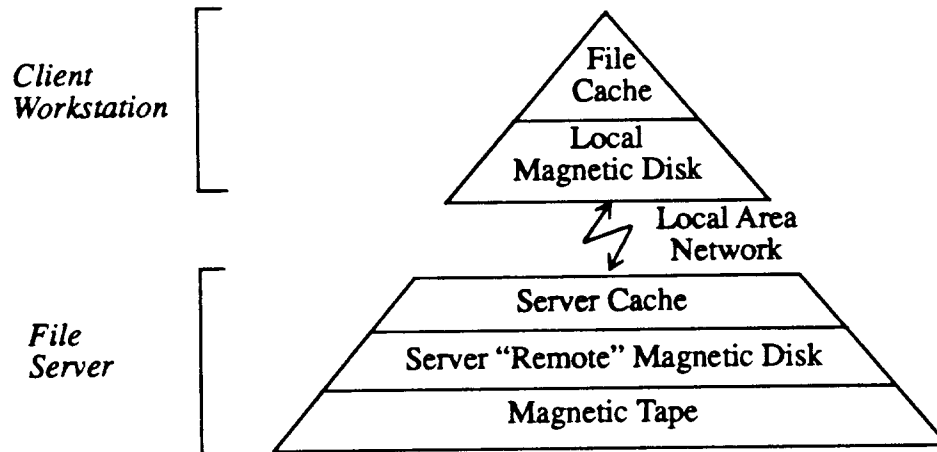 Client
Workstation
File
Cache
Local
Magnetic Disk
Local Area
Network
File
Server
Server Cache
Server “Remote” Magnetic Disk
Magnetic Tape